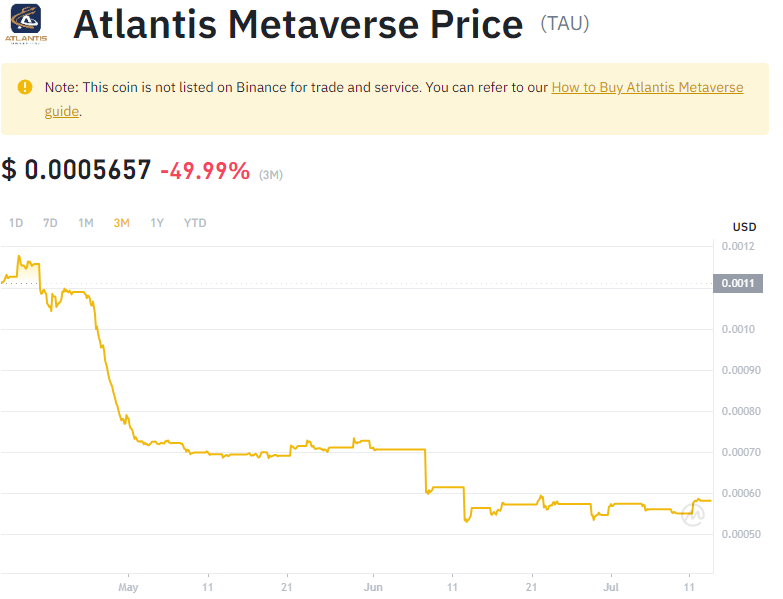 ATLANTIS
Atlantis Metaverse Price (TAU)
Note: This coin is not listed on Binance for trade and service. You can refer to our How to Buy Atlantis Metaverse
guide.
$ 0.0005657 -49.99% (3M)
1D 7D 1M 3M 1Y YTD
USD
0.0012
0.0011
0.0010
0.00090
0.00080
0.00070
0.00060
0.00050
May 11 21 Jun 11 21 Jul 11